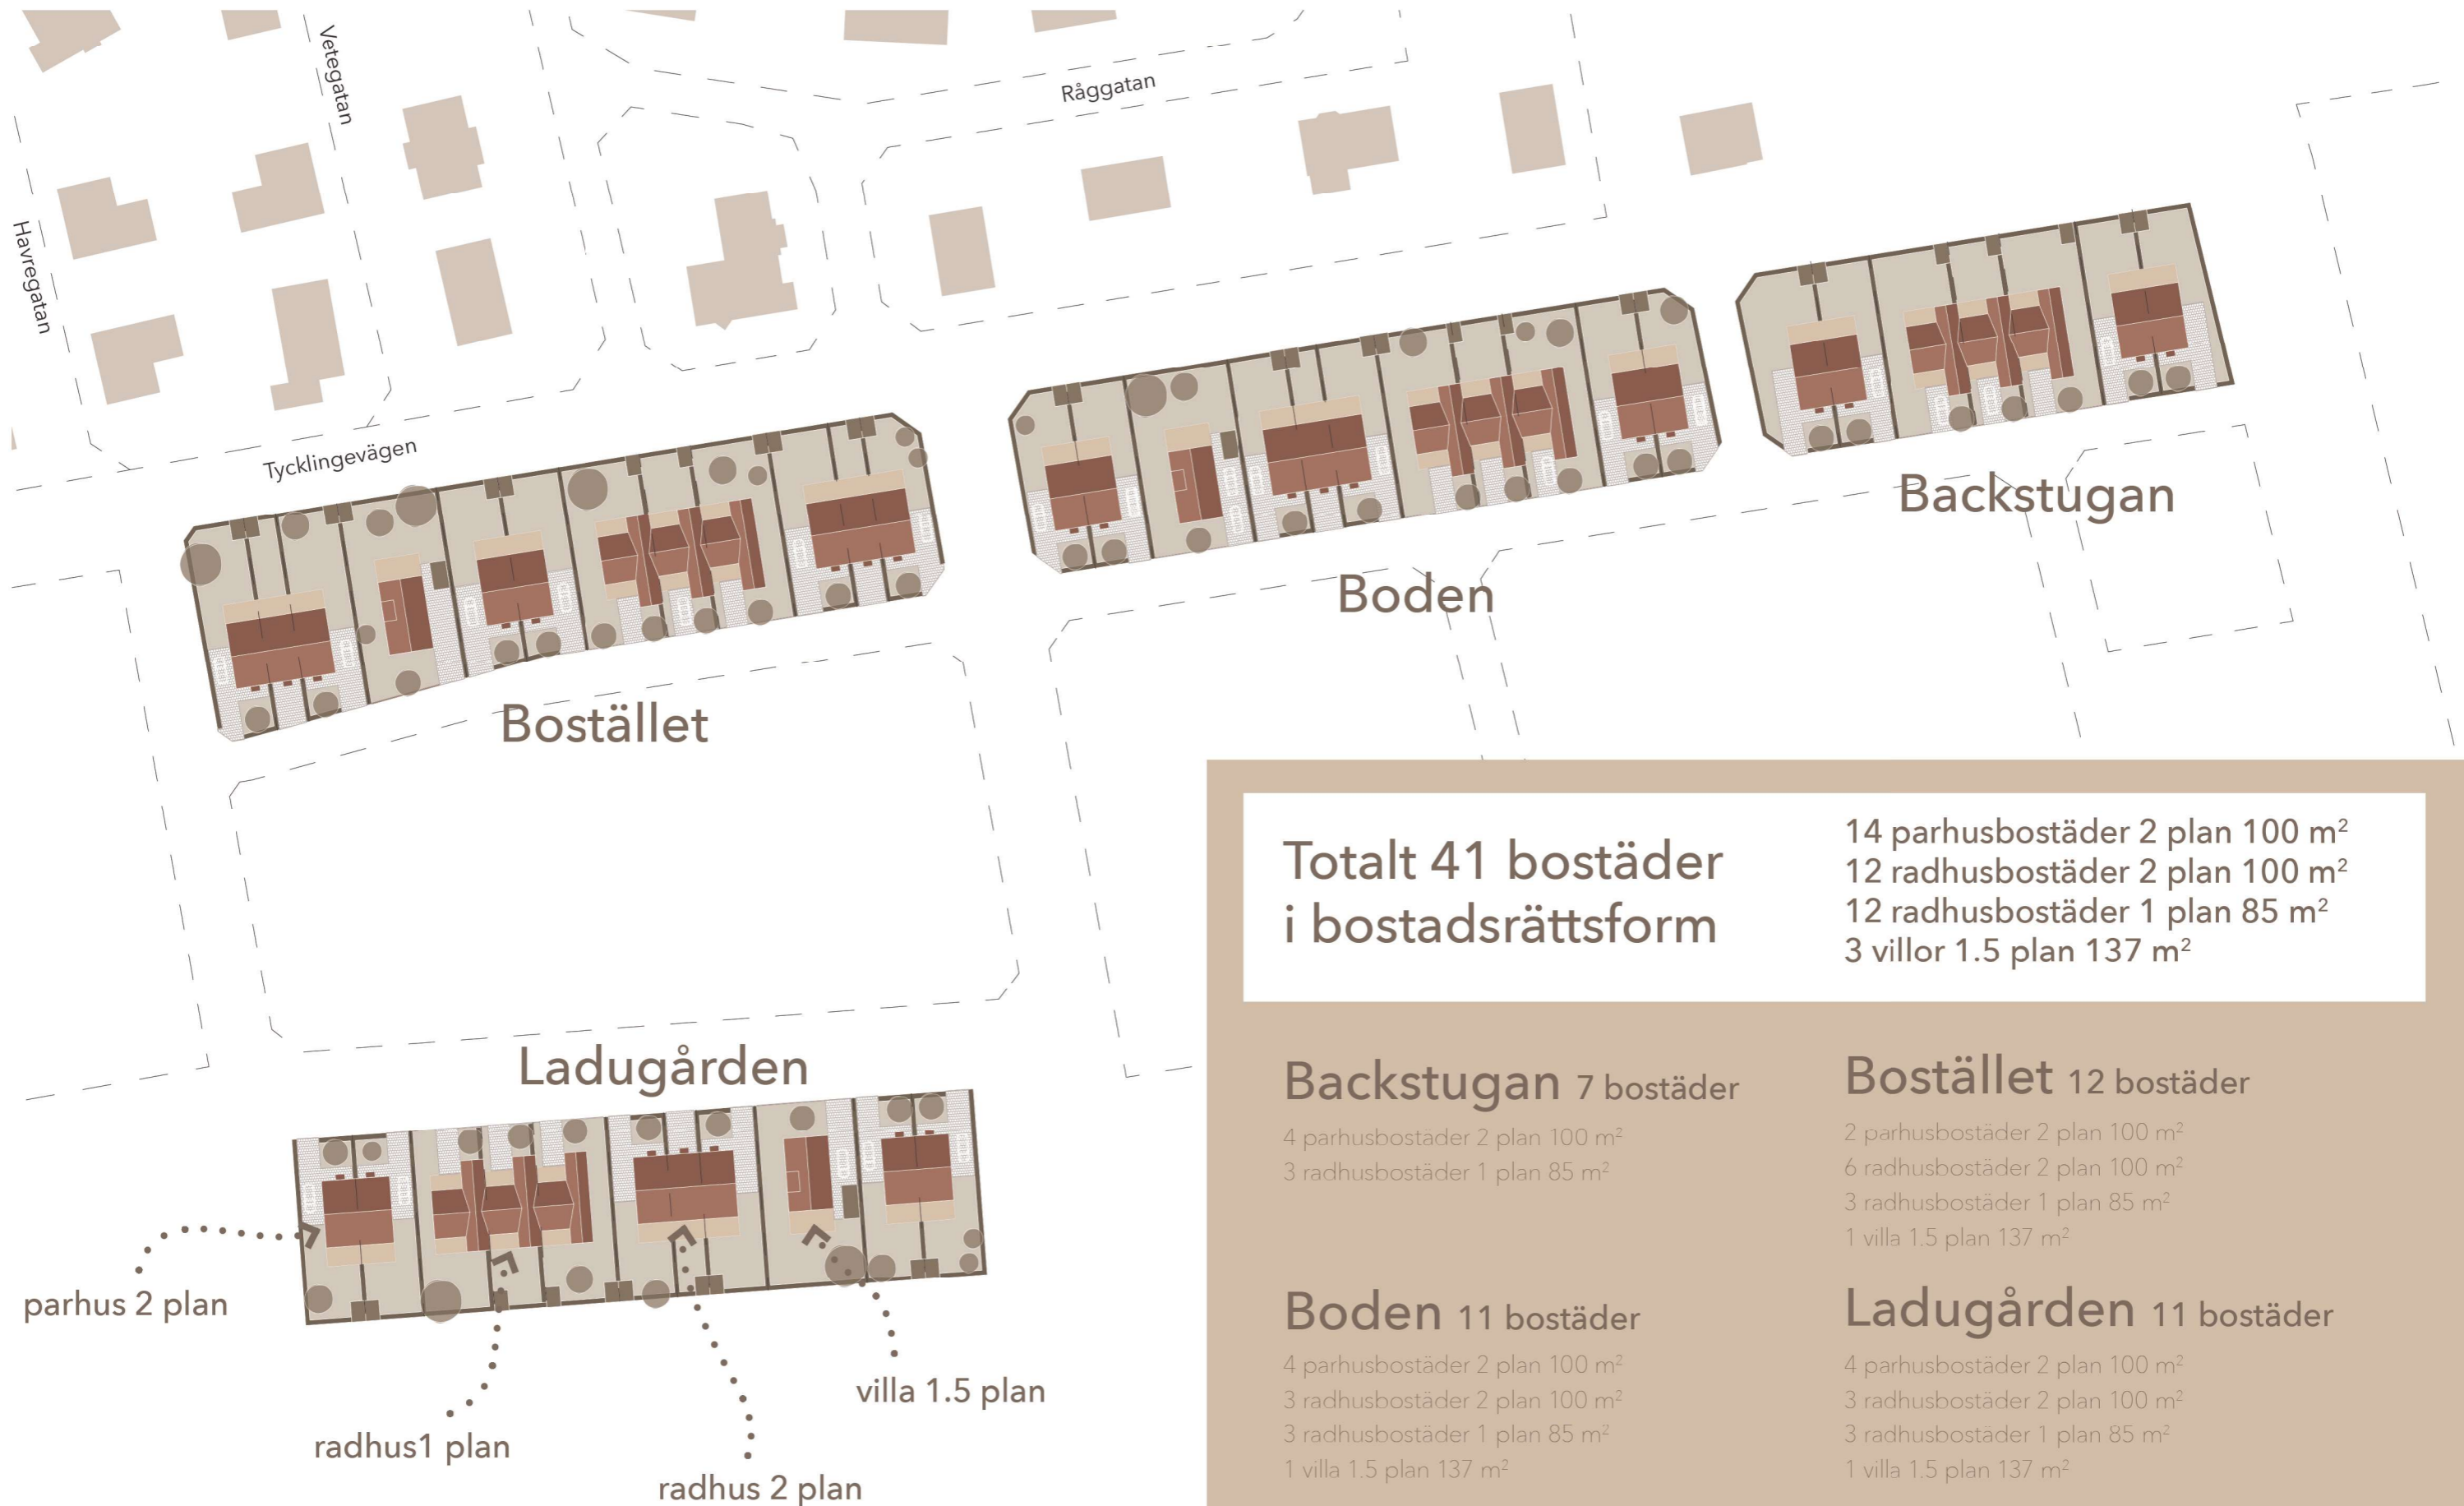 Vetegatan
Råggatan
Havregatan
Tycklingevägen
Backstugan
Boden
Bostället
Ladugården
parhus 2 plan
radhus1 plan
radhus 2 plan
villa 1.5 plan
Totalt 41 bostäder
i bostadsrättsform
14 parhusbostäder 2 plan 100 m²
12 radhusbostäder 2 plan 100 m²
12 radhusbostäder 1 plan 85 m²
3 villor 1.5 plan 137 m²
Backstugan 7 bostäder
4 parhusbostäder 2 plan 100 m²
3 radhusbostäder 1 plan 85 m²
Bostället 12 bostäder
2 parhusbostäder 2 plan 100 m²
6 radhusbostäder 2 plan 100 m²
3 radhusbostäder 1 plan 85 m²
1 villa 1.5 plan 137 m²
Boden 11 bostäder
4 parhusbostäder 2 plan 100 m²
3 radhusbostäder 2 plan 100 m²
3 radhusbostäder 1 plan 85 m²
1 villa 1.5 plan 137 m²
Ladugården 11 bostäder
4 parhusbostäder 2 plan 100 m²
3 radhusbostäder 2 plan 100 m²
3 radhusbostäder 1 plan 85 m²
1 villa 1.5 plan 137 m²